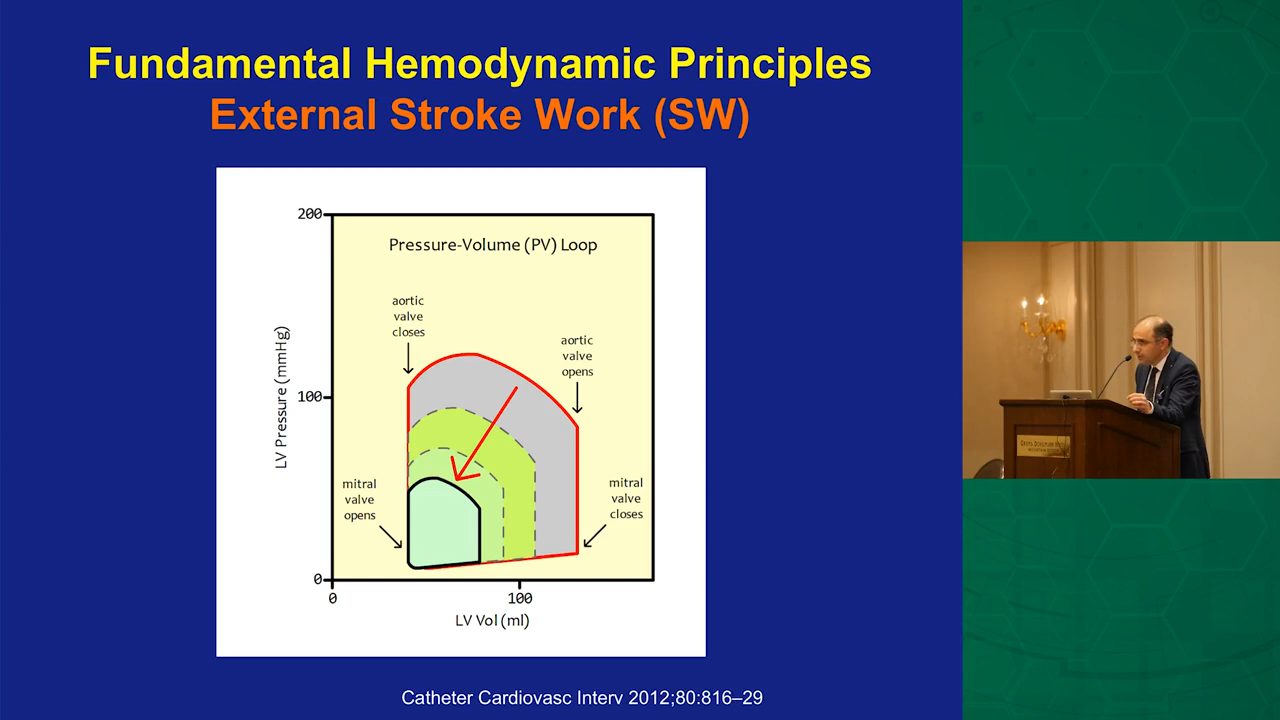 Fundamental Hemodynamic Principles
External Stroke Work (SW)
200
Pressure-Volume (PV) Loop
aortic
valve
closes
aortic
valve
opens
LV Pressure (mmHg)
100
mitral
valve
opens
mitral
valve
closes
0
0
100
LV Vol (ml)
Catheter Cardiovasc Interv 2012;80:816–29